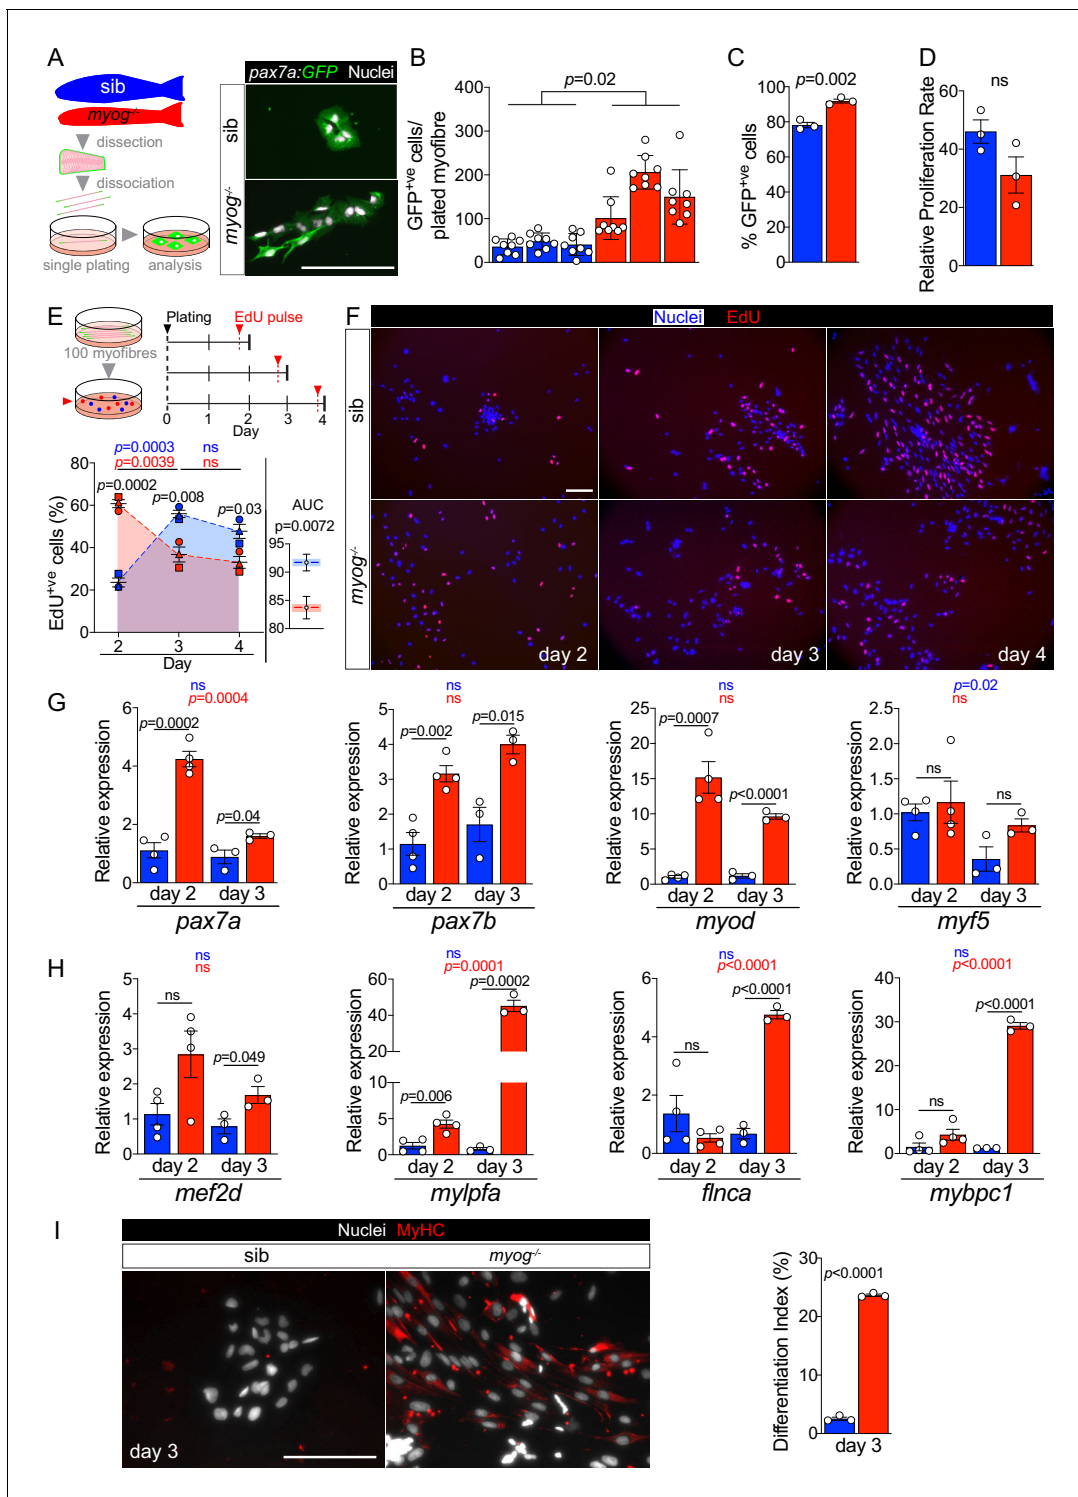 A
sib
myog-/-
dissection
dissociation
single plating
analysis
pax7a:GFP Nuclei
sib
myog-/-
B
p=0.02
GFP+ve cells/
plated myofibre
400
300
200
100
0
C
p=0.002
% GFP+ve cells
100
80
60
40
20
0
D
ns
Relative Proliferation Rate
60
40
20
0
E
100 myofibres
Plating
EdU pulse
0 1 2 3 4
Day
p=0.0003 ns
p=0.0039 ns
p=0.0002
p=0.008
p=0.03
EdU+ve cells (%)
80
60
40
20
0
2 3 4
Day
AUC
p=0.0072
95
95
90
85
80
F
Nuclei EdU
sib
myog-/-
day 2
day 3
day 4
G
ns
p=0.0004
p=0.0002
p=0.04
Relative expression
6
4
2
0
day 2 day 3
pax7a
ns
ns
p=0.002
p=0.015
Relative expression
5
4
3
2
1
0
day 2 day 3
pax7b
ns
ns
p=0.0007
p<0.0001
Relative expression
25
20
15
10
5
0
day 2 day 3
myod
p=0.02
ns
ns
ns
Relative expression
2.5
2.0
1.5
1.0
0.5
0.0
day 2 day 3
myf5
H
ns
ns
ns
p=0.049
Relative expression
5
4
3
2
1
0
day 2 day 3
mef2d
ns
p=0.0001
p=0.0002
p=0.006
Relative expression
60
40
20
10
5
0
day 2 day 3
mylpfa
ns
p<0.0001
p<0.0001
ns
Relative expression
6
4
2
0
day 2 day 3
flnca
ns
p<0.0001
p<0.0001
ns
Relative expression
40
30
20
10
0
day 2 day 3
mybpc1
I
Nuclei MyHC
sib
myog-/-
day 3
Differentiation Index (%)
p<0.0001
30
20
10
0
day 3